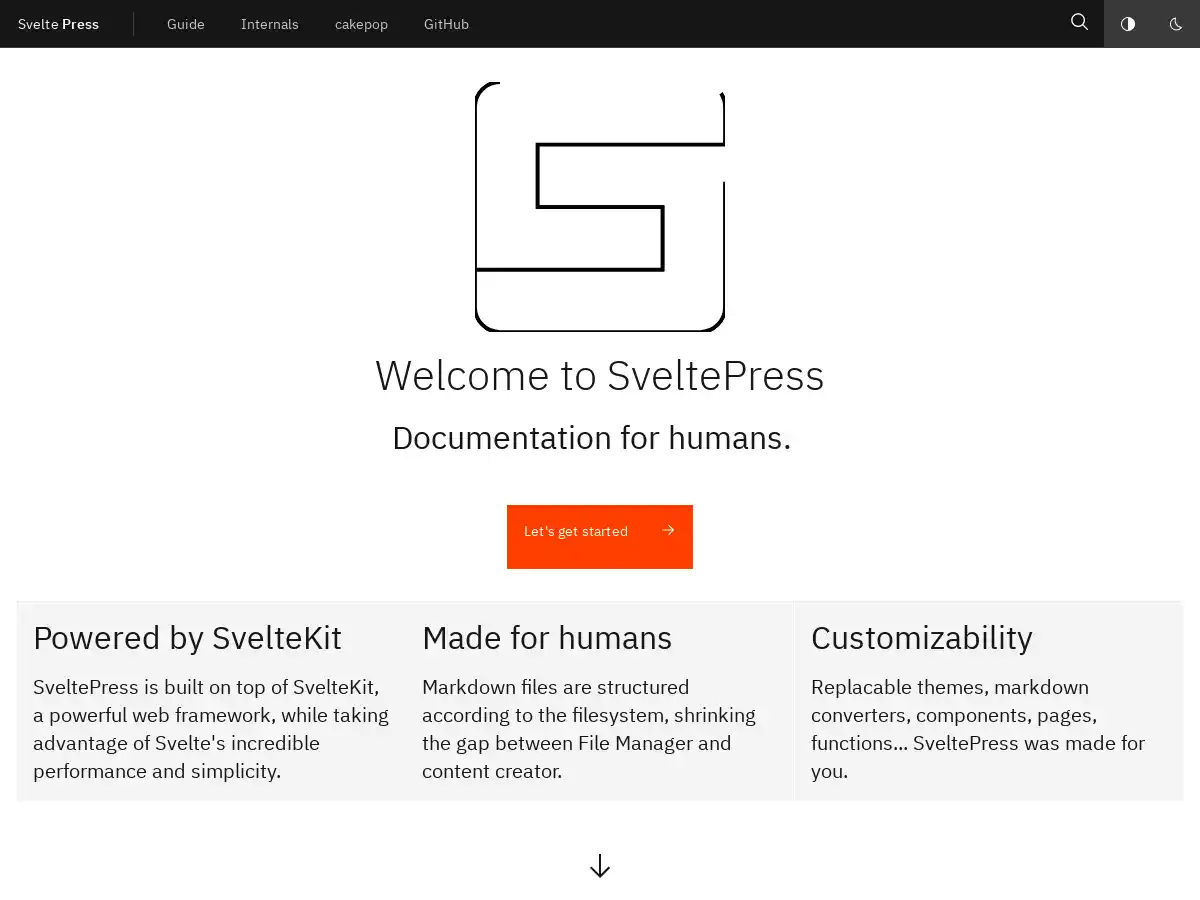 Svelte Press
Guide
Internals
cakepop
GitHub
Welcome to SveltePress
Documentation for humans.
Let's get started
Powered by SvelteKit
SveltePress is built on top of SvelteKit,
a powerful web framework, while taking
advantage of Svelte's incredible
performance and simplicity.
Made for humans
Markdown files are structured
according to the filesystem, shrinking
the gap between File Manager and
content creator.
Customizability
Replacable themes, markdown
converters, components, pages,
functions... SveltePress was made for
you.